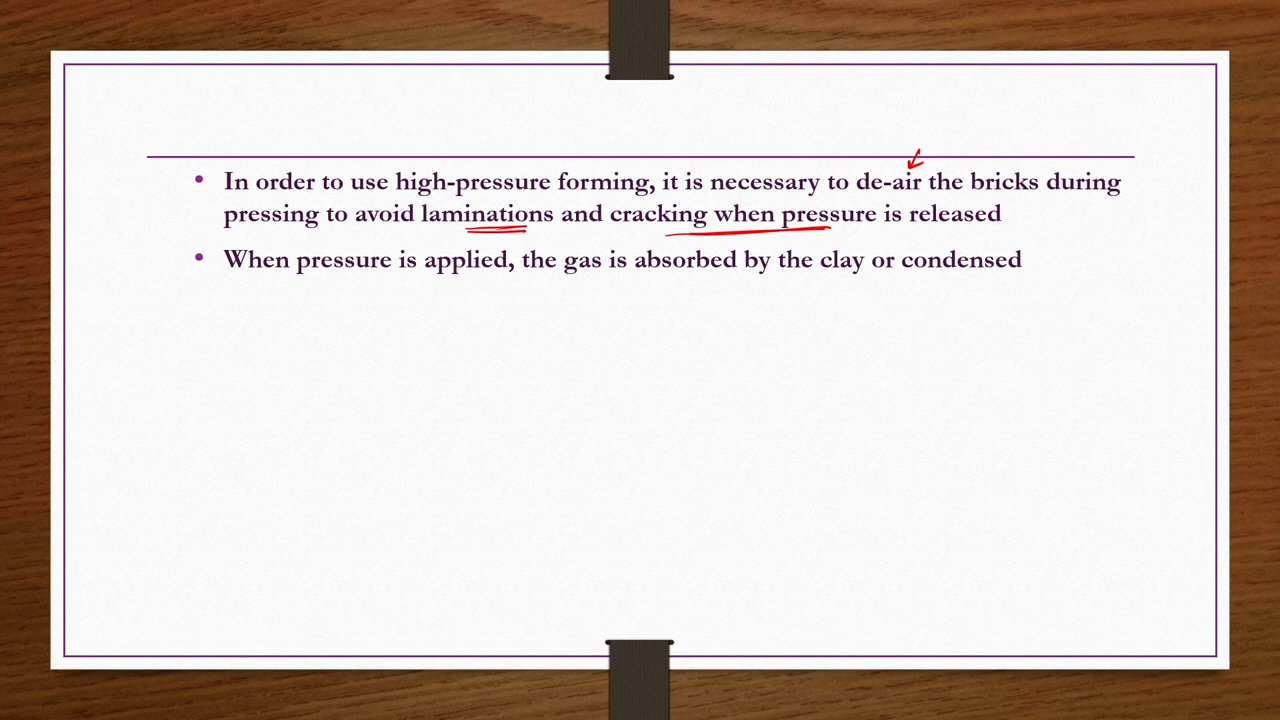 • In order to use high-pressure forming, it is necessary to de-air the bricks during
pressing to avoid laminations and cracking when pressure is released
• When pressure is applied, the gas is absorbed by the clay or condensed